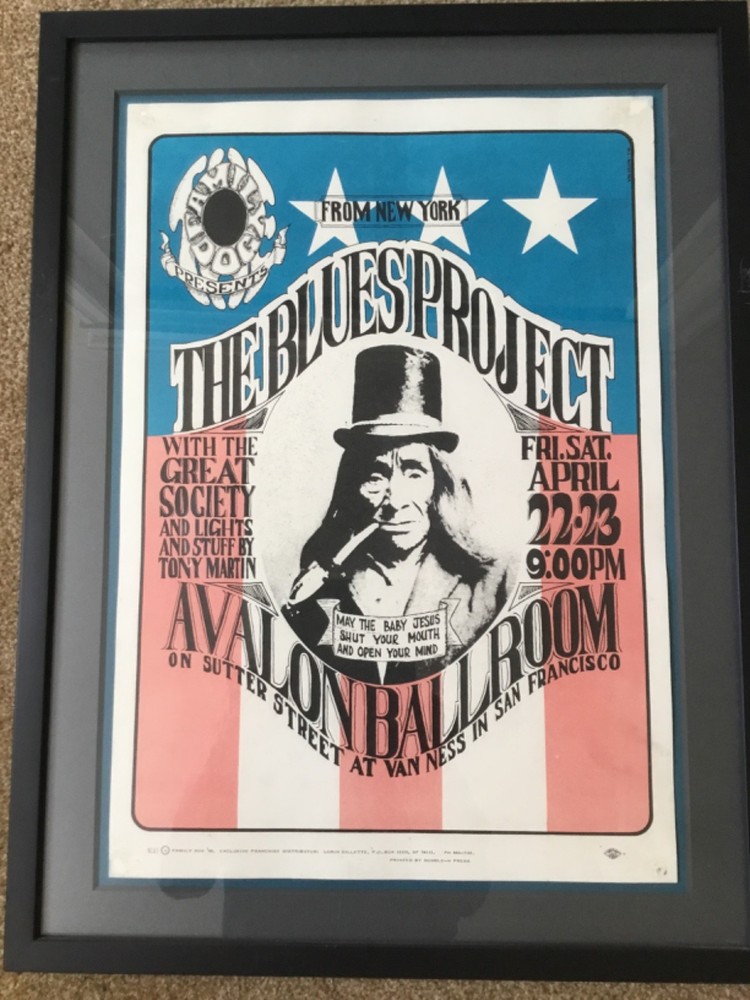 FAMILY
DOG
PRESENTS
FROM NEW YORK
THE BLUES PROJECT
WITH THE
GREAT
SOCIETY
AND LIGHTS
AND STUFF BY
TONY MARTIN
FRI. SAT.
APRIL
22-23
9:00PM
MAY THE BABY JESUS
SHUT YOUR MOUTH
AND OPEN YOUR MIND
AVALON BALLROOM
ON SUTTER STREET AT VAN NESS IN SAN FRANCISCO